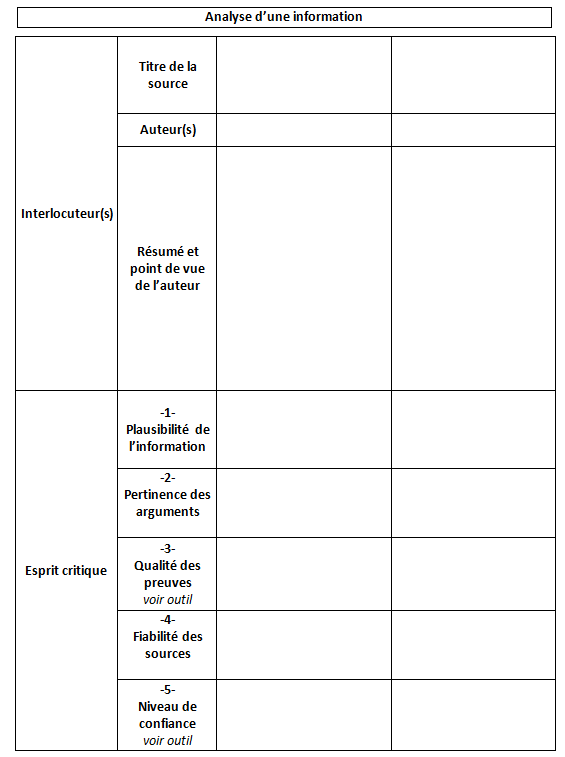 Analyse d'une information
Titre de la
source
Auteur(s)
Interlocuteur(s)
Résumé et
point de vue
de l'auteur
Esprit critique
-1-
Plausibilité de
l'information
-2-
Pertinence des
arguments
-3-
Qualité des
preuves
voir outil
-4-
Fiabilité des
sources
-5-
Niveau de
confiance
voir outil